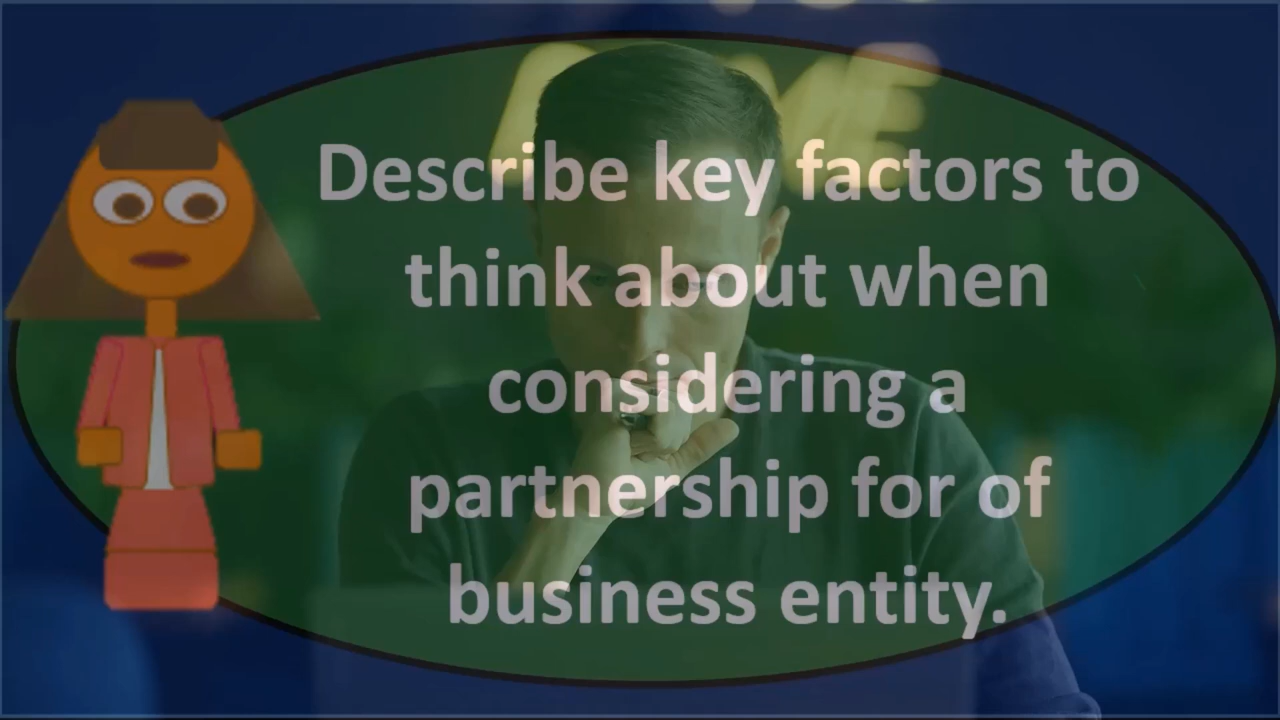 Describe key factors to
think about when
considering a
partnership for of
business entity.